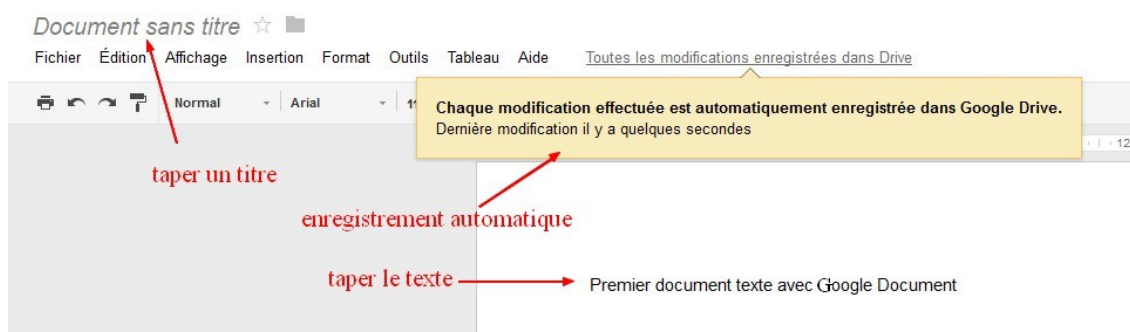 Document sans titre
Fichier Édition Affichage Insertion Format Outils Tableau Aide Toutes les modifications enregistrées dans Drive
Normal Arial 11
Chaque modification effectuée est automatiquement enregistrée dans Google Drive.
Dernière modification il y a quelques secondes
12
taper un titre
enregistrement automatique
taper le texte
Premier document texte avec Google Document